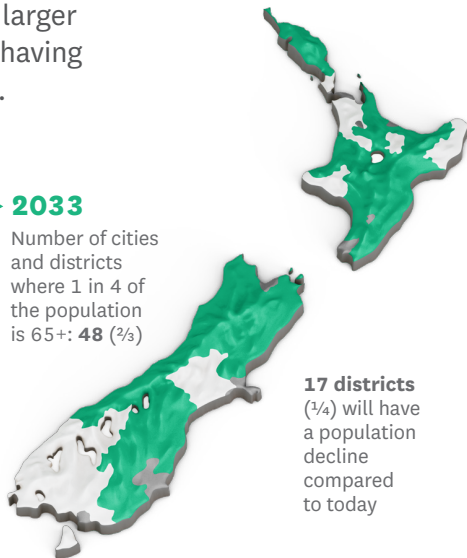 larger
having
.
2033
Number of cities
and districts
where 1 in 4 of
the population
is 65+: 48 (⅔)
17 districts
(¼) will have
a population
decline
compared
to today